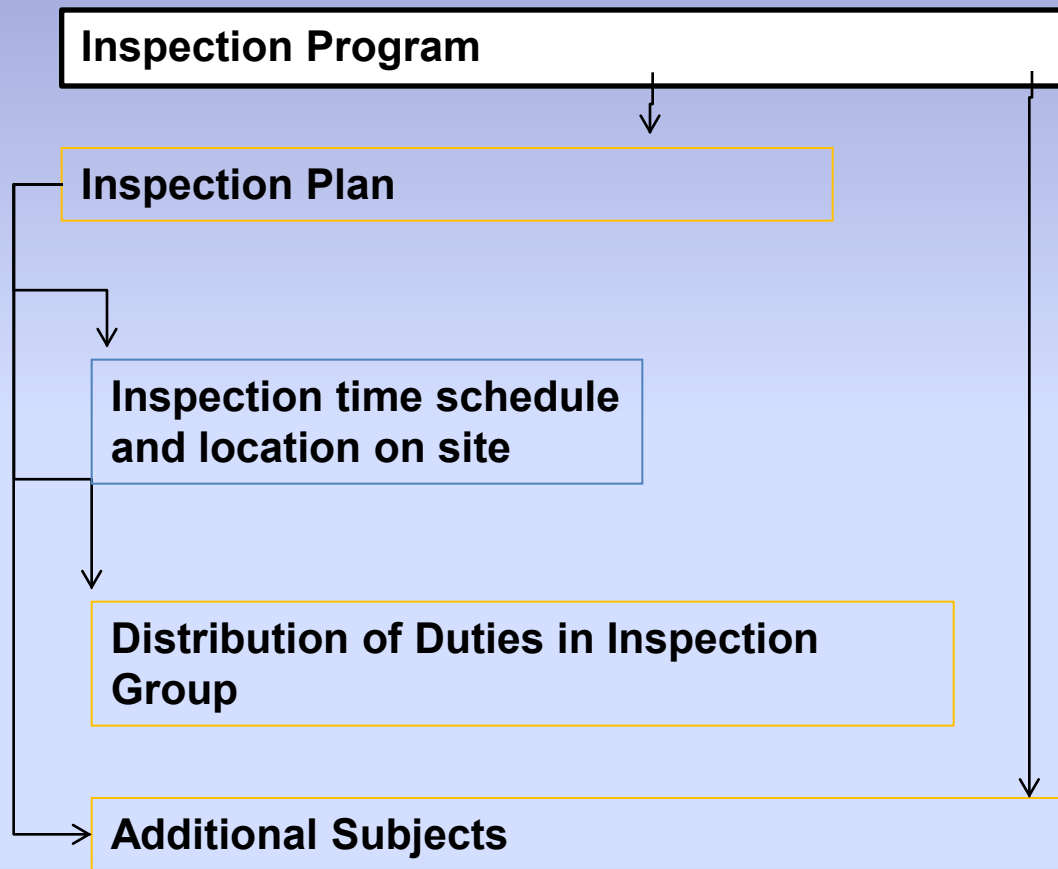 Inspection Program
Inspection Plan
Inspection time schedule
and location on site
Distribution of Duties in Inspection
Group
Additional Subjects